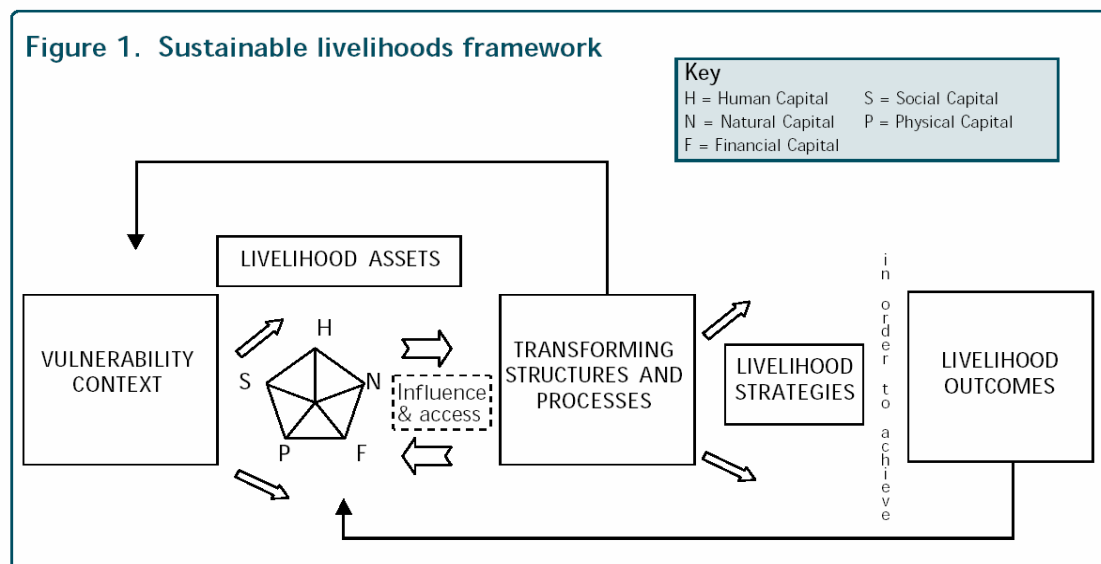 Figure 1. Sustainable livelihoods framework
Key
H = Human Capital S = Social Capital
N = Natural Capital P = Physical Capital
F = Financial Capital
LIVELIHOOD ASSETS
VULNERABILITY
CONTEXT
H
S
N
P
F
Influence
& access
TRANSFORMING
STRUCTURES AND
PROCESSES
LIVELIHOOD
STRATEGIES
in order to achieve
LIVELIHOOD
OUTCOMES